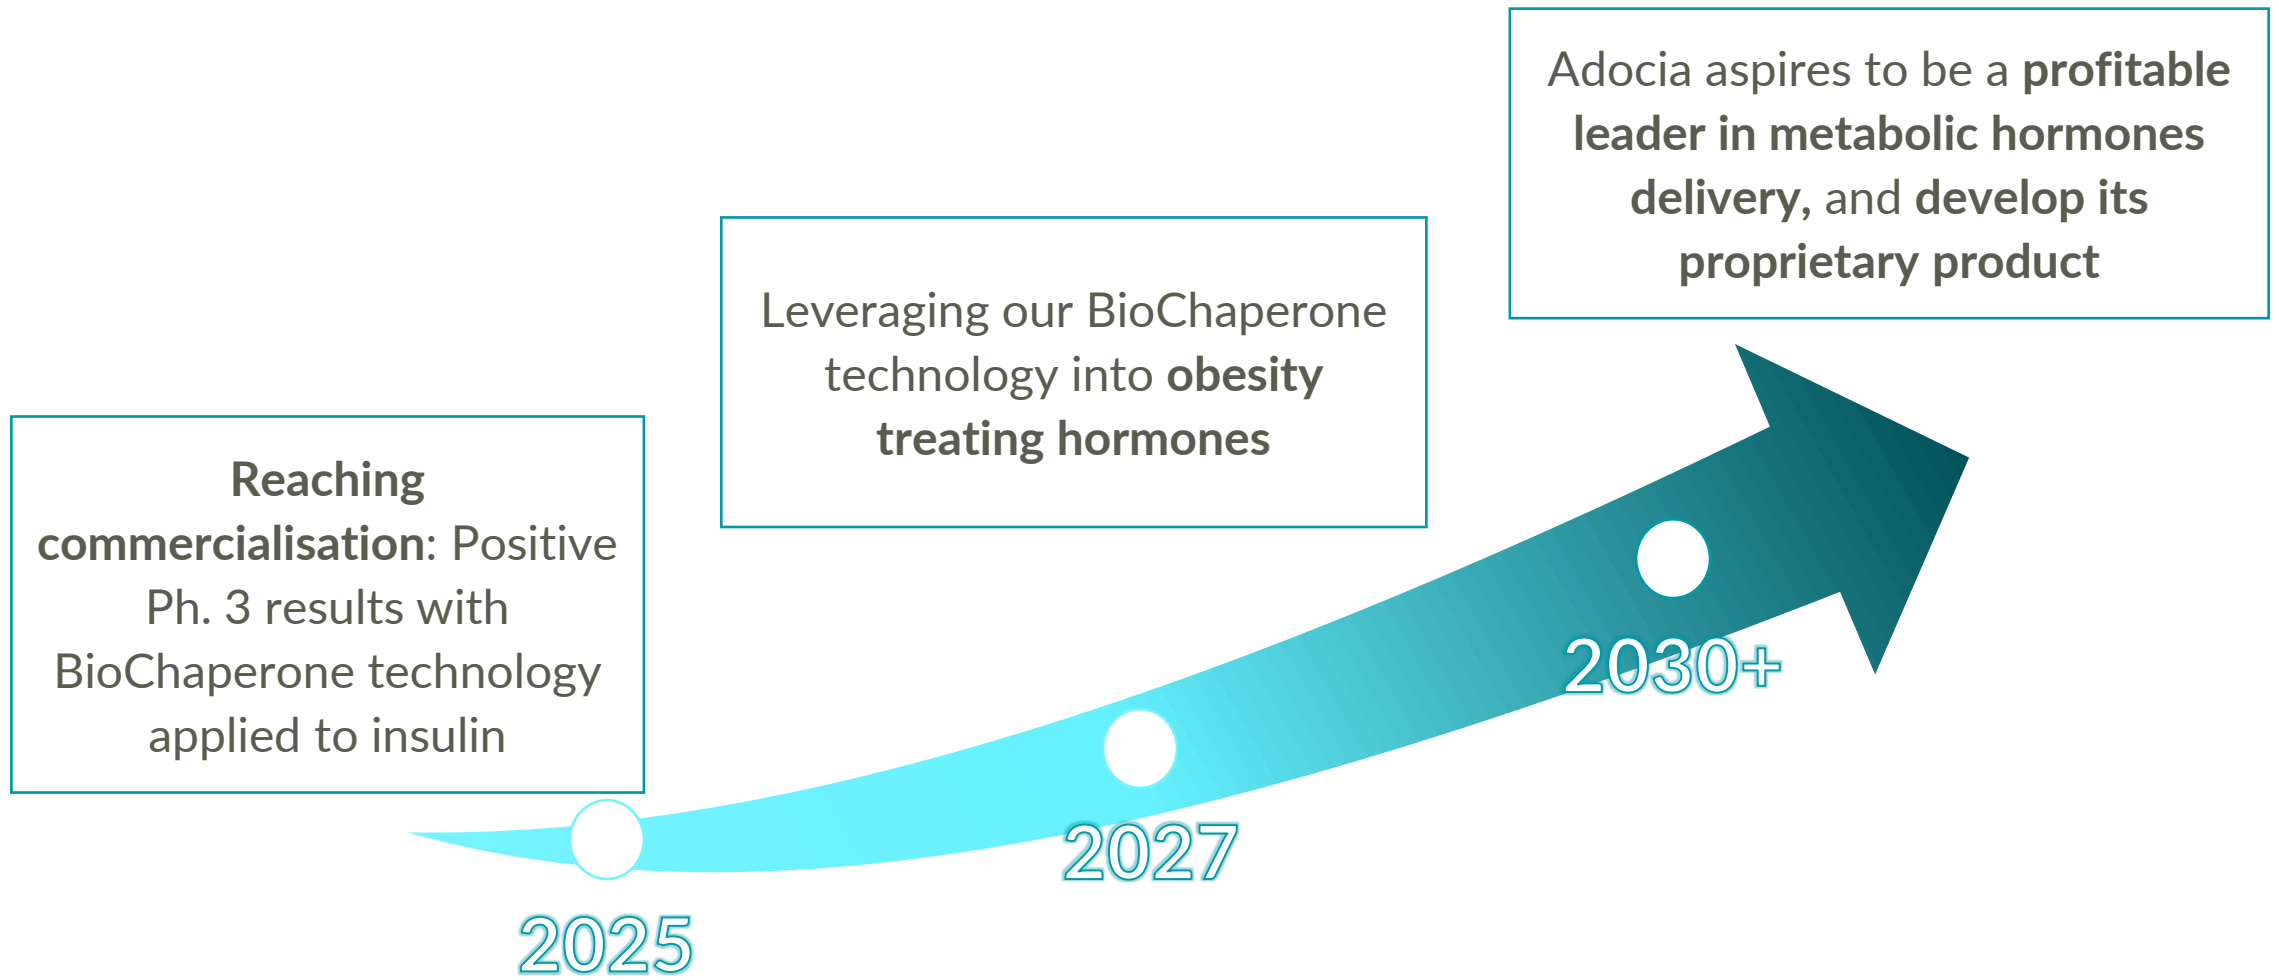 Adocia aspires to be a profitable
leader in metabolic hormones
delivery, and develop its
proprietary product
Leveraging our BioChaperone
technology into obesity
treating hormones
Reaching
commercialisation: Positive
Ph. 3 results with
BioChaperone technology
applied to insulin
2025
2027
2030+